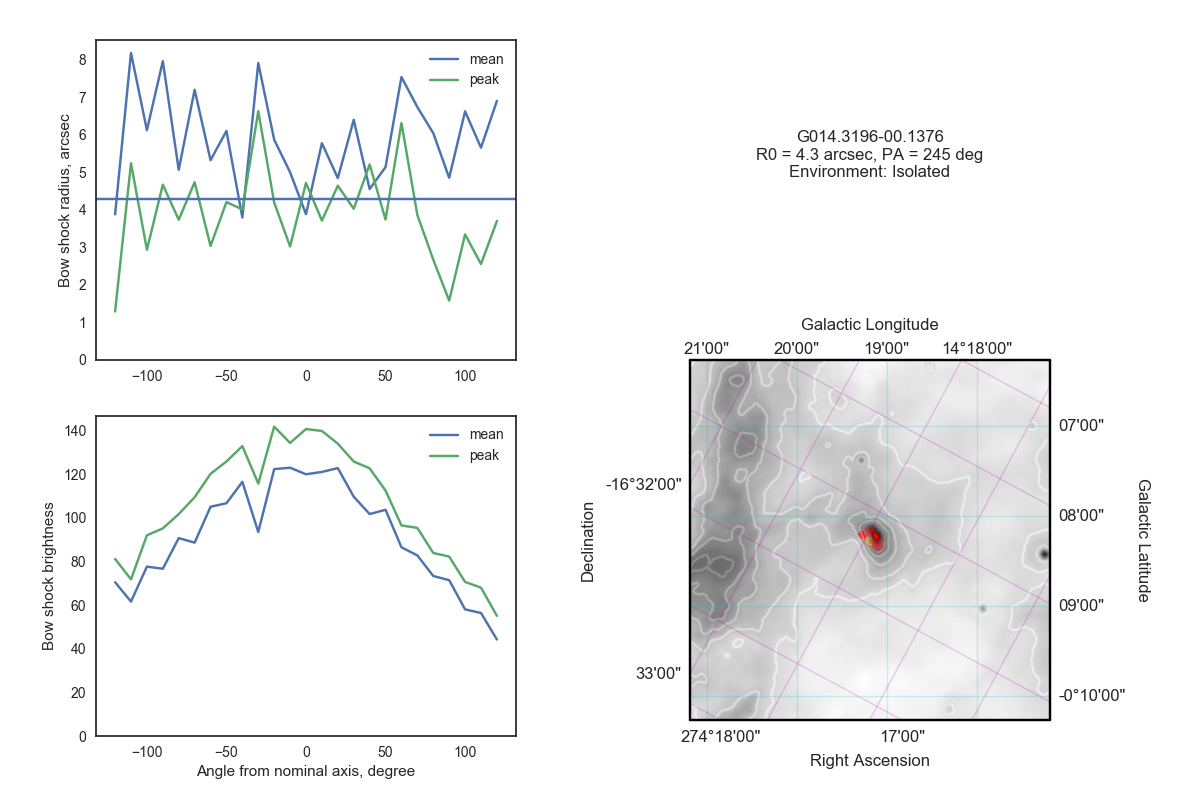 8
7
6
5
4
3
2
1
0
Bow shock radius, arcsec
mean
peak
−100
−50
0
50
100
G014.3196-00.1376
R0 = 4.3 arcsec, PA = 245 deg
Environment: Isolated
140
120
100
80
60
40
20
0
Bow shock brightness
mean
peak
−100
−50
0
50
100
Angle from nominal axis, degree
Galactic Longitude
21'00" 20'00" 19'00" 14°18'00"
07'00"
08'00"
09'00"
-0°10'00"
Galactic Latitude
-16°32'00"
33'00"
Declination
274°18'00" 17'00"
Right Ascension